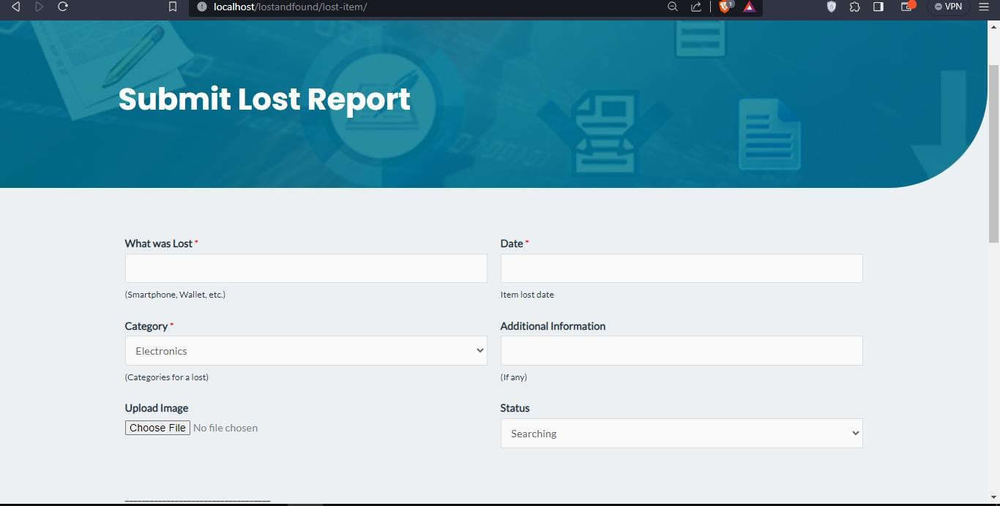 localhost/lostandfound/lost-item/
1
VPN
Submit Lost Report
What was Lost *
Date *
(Smartphone, Wallet, etc.)
Item lost date
Category *
Additional Information
Electronics
(Categories for a lost)
(If any)
Upload Image
Status
Choose File No file chosen
Searching